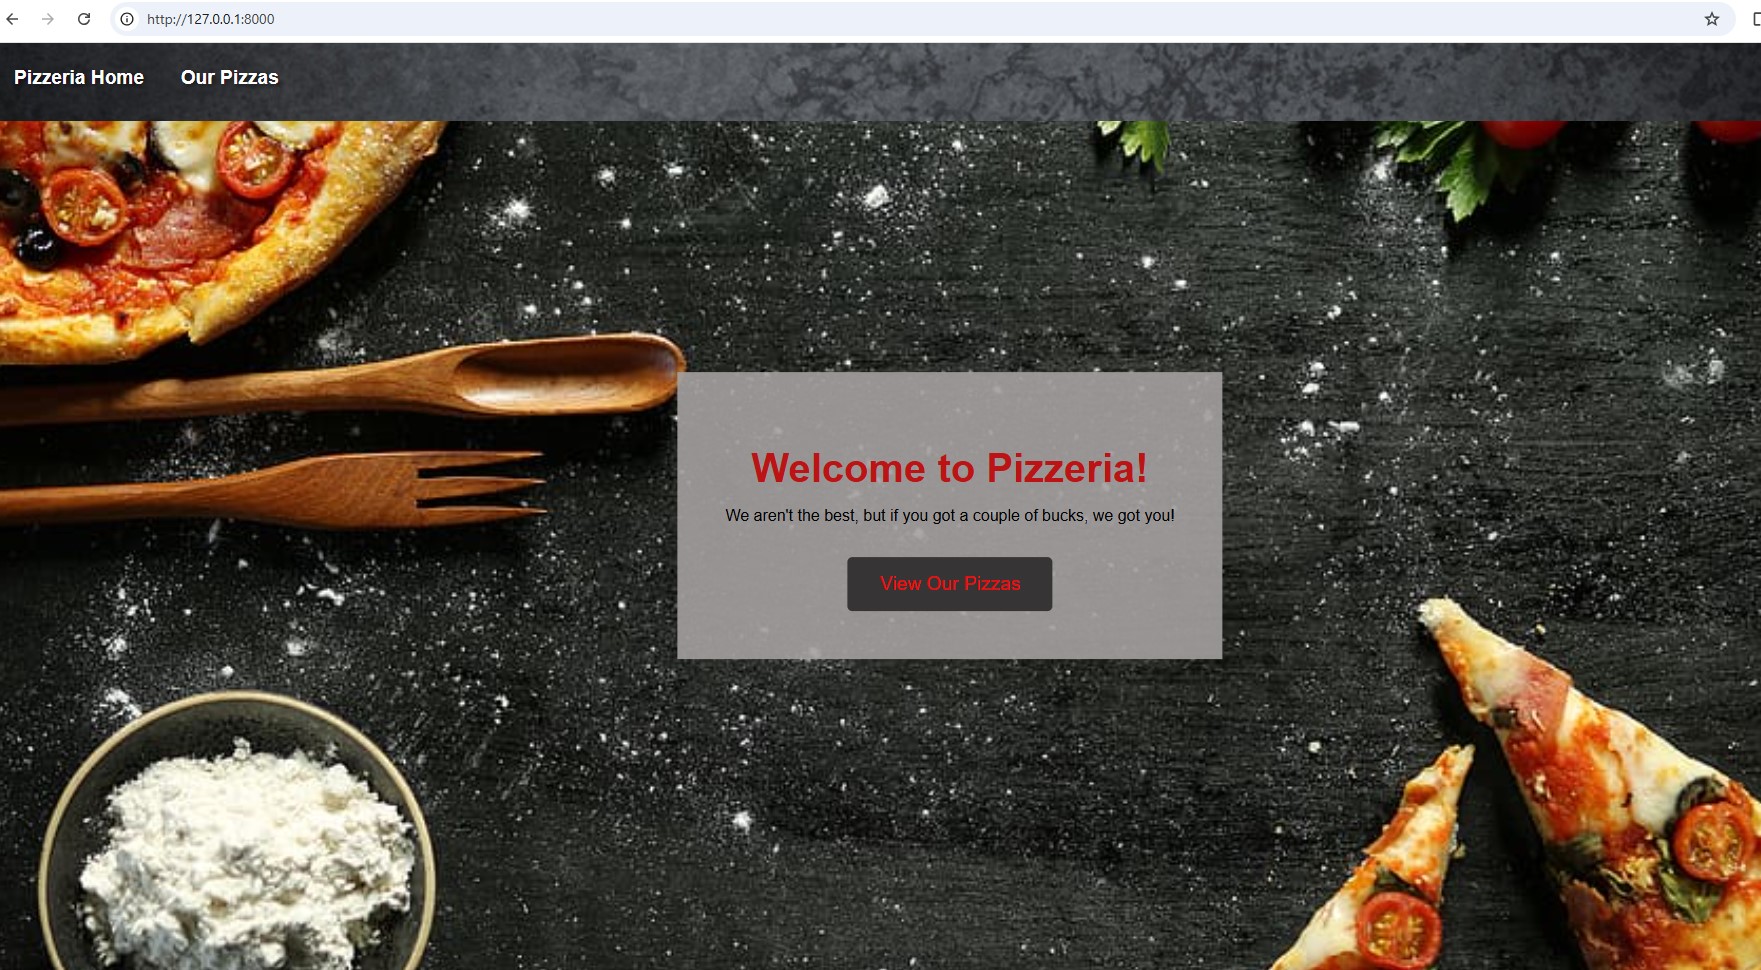 http://127.0.0.1:8000
Pizzeria Home Our Pizzas
Welcome to Pizzeria!
We aren't the best, but if you got a couple of bucks, we got you!
View Our Pizzas